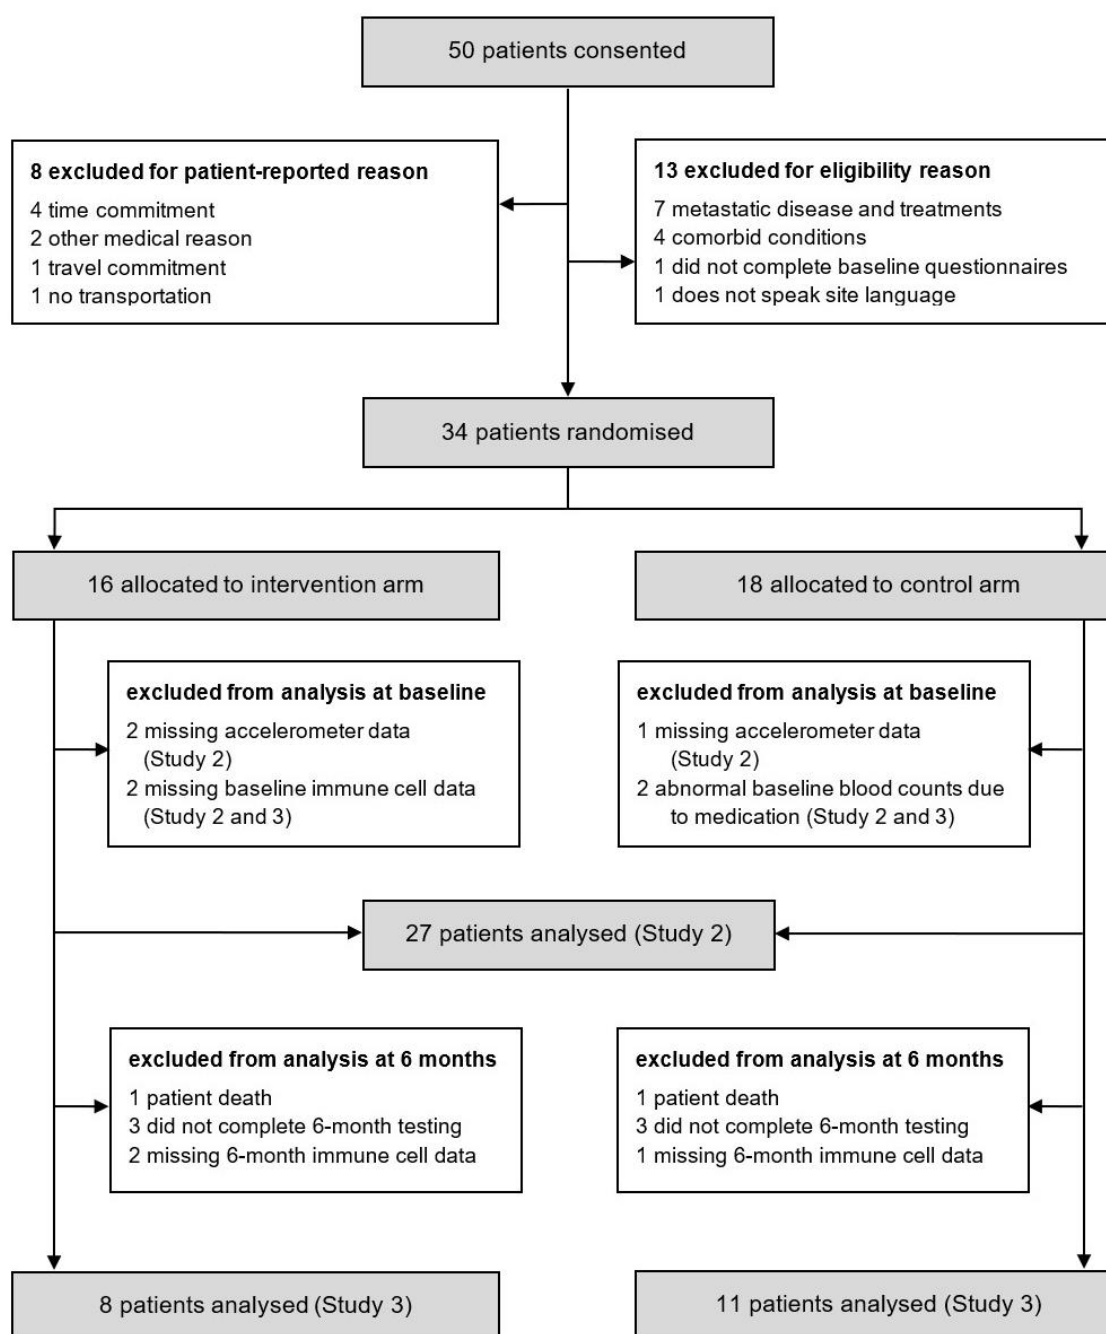 50 patients consented
8 excluded for patient-reported reason
4 time commitment
2 other medical reason
1 travel commitment
1 no transportation
13 excluded for eligibility reason
7 metastatic disease and treatments
4 comorbid conditions
1 did not complete baseline questionnaires
1 does not speak site language
34 patients randomised
16 allocated to intervention arm
18 allocated to control arm
excluded from analysis at baseline
2 missing accelerometer data
(Study 2)
2 missing baseline immune cell data
(Study 2 and 3)
excluded from analysis at baseline
1 missing accelerometer data
(Study 2)
2 abnormal baseline blood counts due
to medication (Study 2 and 3)
27 patients analysed (Study 2)
excluded from analysis at 6 months
1 patient death
3 did not complete 6-month testing
2 missing 6-month immune cell data
excluded from analysis at 6 months
1 patient death
3 did not complete 6-month testing
1 missing 6-month immune cell data
8 patients analysed (Study 3)
11 patients analysed (Study 3)